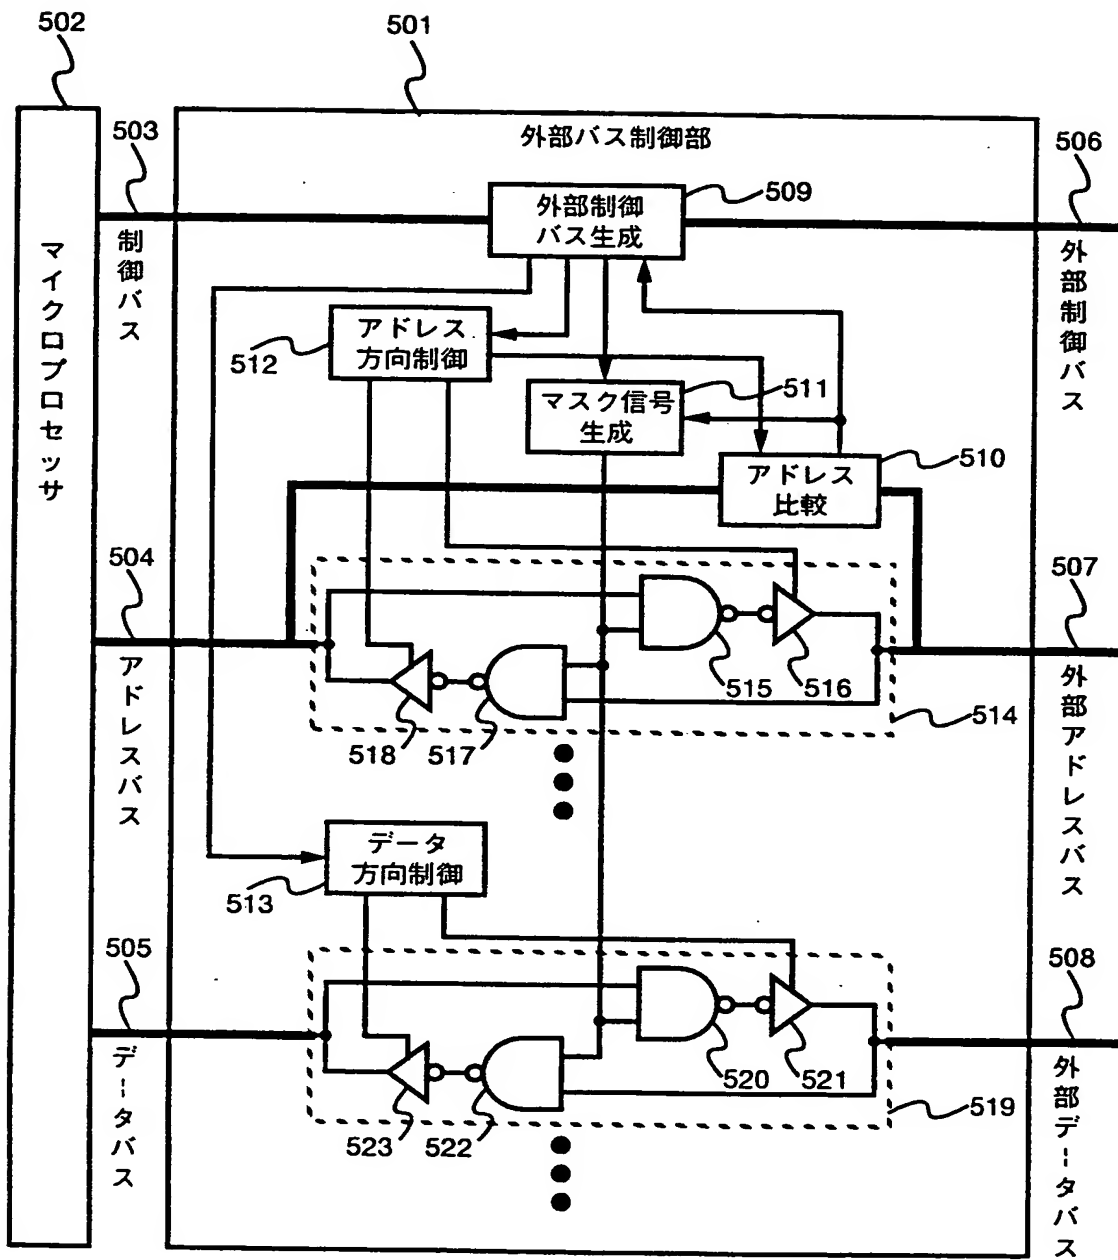 502
501
503
外部バス制御部
506
509
外部制御
バス生成
マイクロプロセッサ
制御バス
外部制御バス
512
アドレス
方向制御
511
マスク信号
生成
510
アドレス
比較
504
507
515
516
アドレスバス
外部アドレスバス
514
518
517
データ
方向制御
513
505
508
520
521
データバス
外部データバス
519
523
522